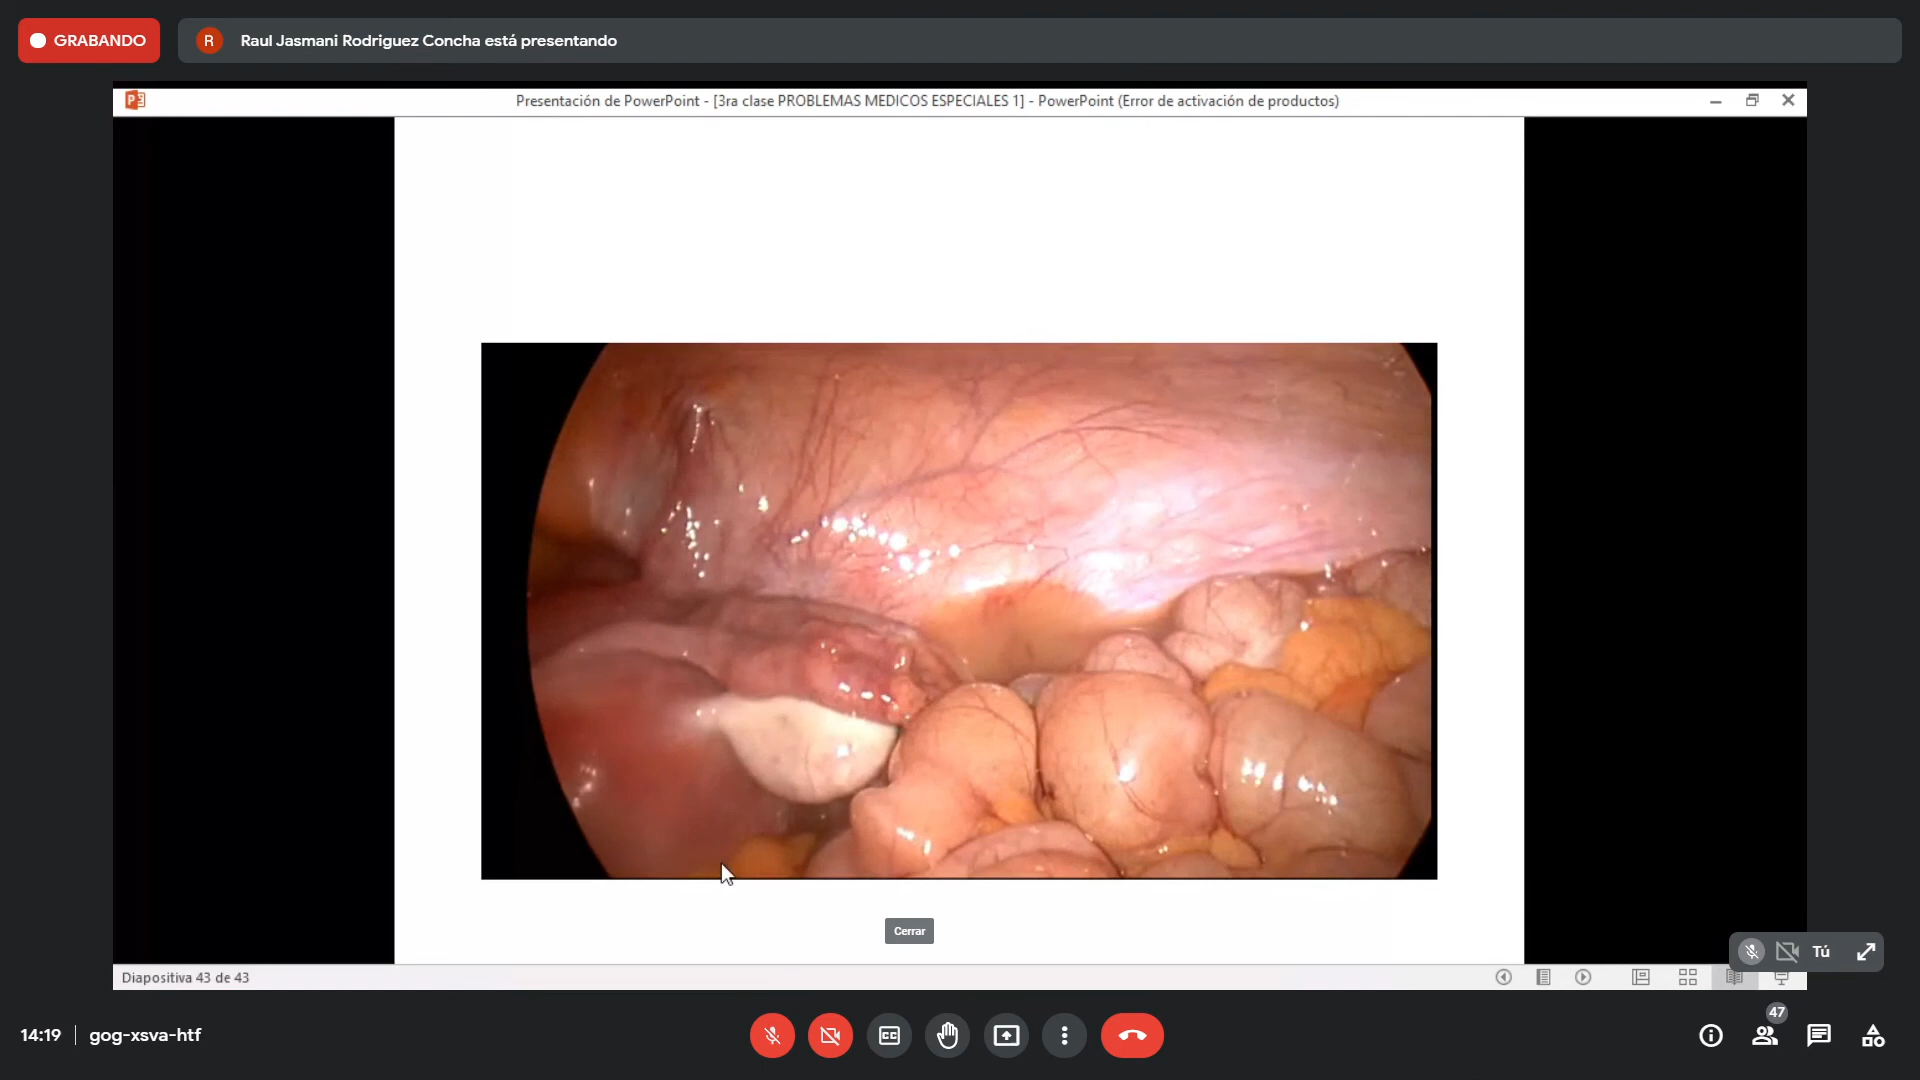 GRABANDO
R
Raul Jasmani Rodriguez Concha está presentando
Presentación de PowerPoint - [3ra clase PROBLEMAS MEDICOS ESPECIALES 1] - PowerPoint (Error de activación de productos)
Cerrar
Tú
Diapositiva 43 de 43
14:19 | gog-xsva-htf
CC
47